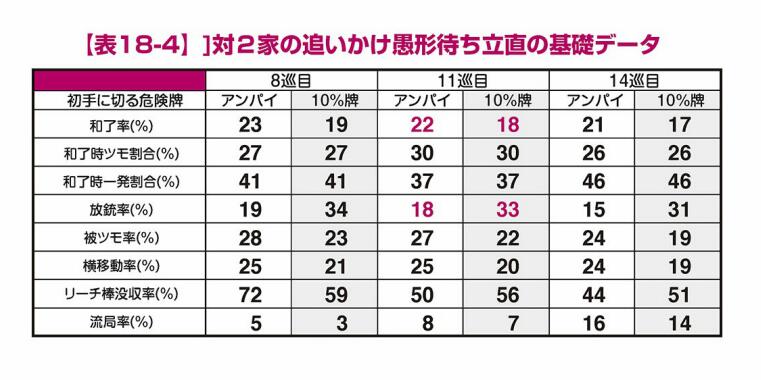 【表18-4】]対2家の追いかけ愚形待ち立直の基礎データ
8巡目 11巡目 14巡目
初手に切る危険牌 アンパイ 10%牌 アンパイ 10%牌 アンパイ 10%牌
和了率(%) 23 19 22 18 21 17
和了時ツモ割合(%) 27 27 30 30 26 26
和了時一発割合(%) 41 41 37 37 46 46
放銃率(%) 19 34 18 33 15 31
被ツモ率(%) 28 23 27 22 24 19
横移動率(%) 25 21 25 20 24 19
リーチ棒没収率(%) 72 59 50 56 44 51
流局率(%) 5 3 8 7 16 14